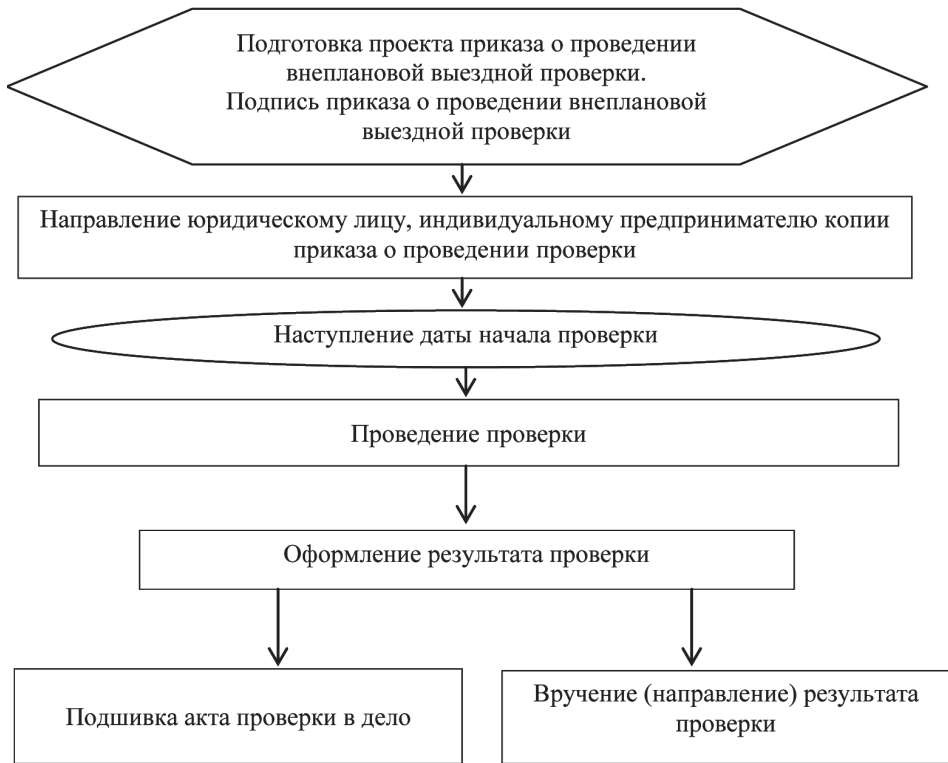 Подготовка проекта приказа о проведении
внеплановой выездной проверки.
Подпись приказа о проведении внеплановой
выездной проверки
Направление юридическому лицу, индивидуальному предпринимателю копии
приказа о проведении проверки
Наступление даты начала проверки
Проведение проверки
Оформление результата проверки
Подшивка акта проверки в дело
Вручение (направление) результата
проверки